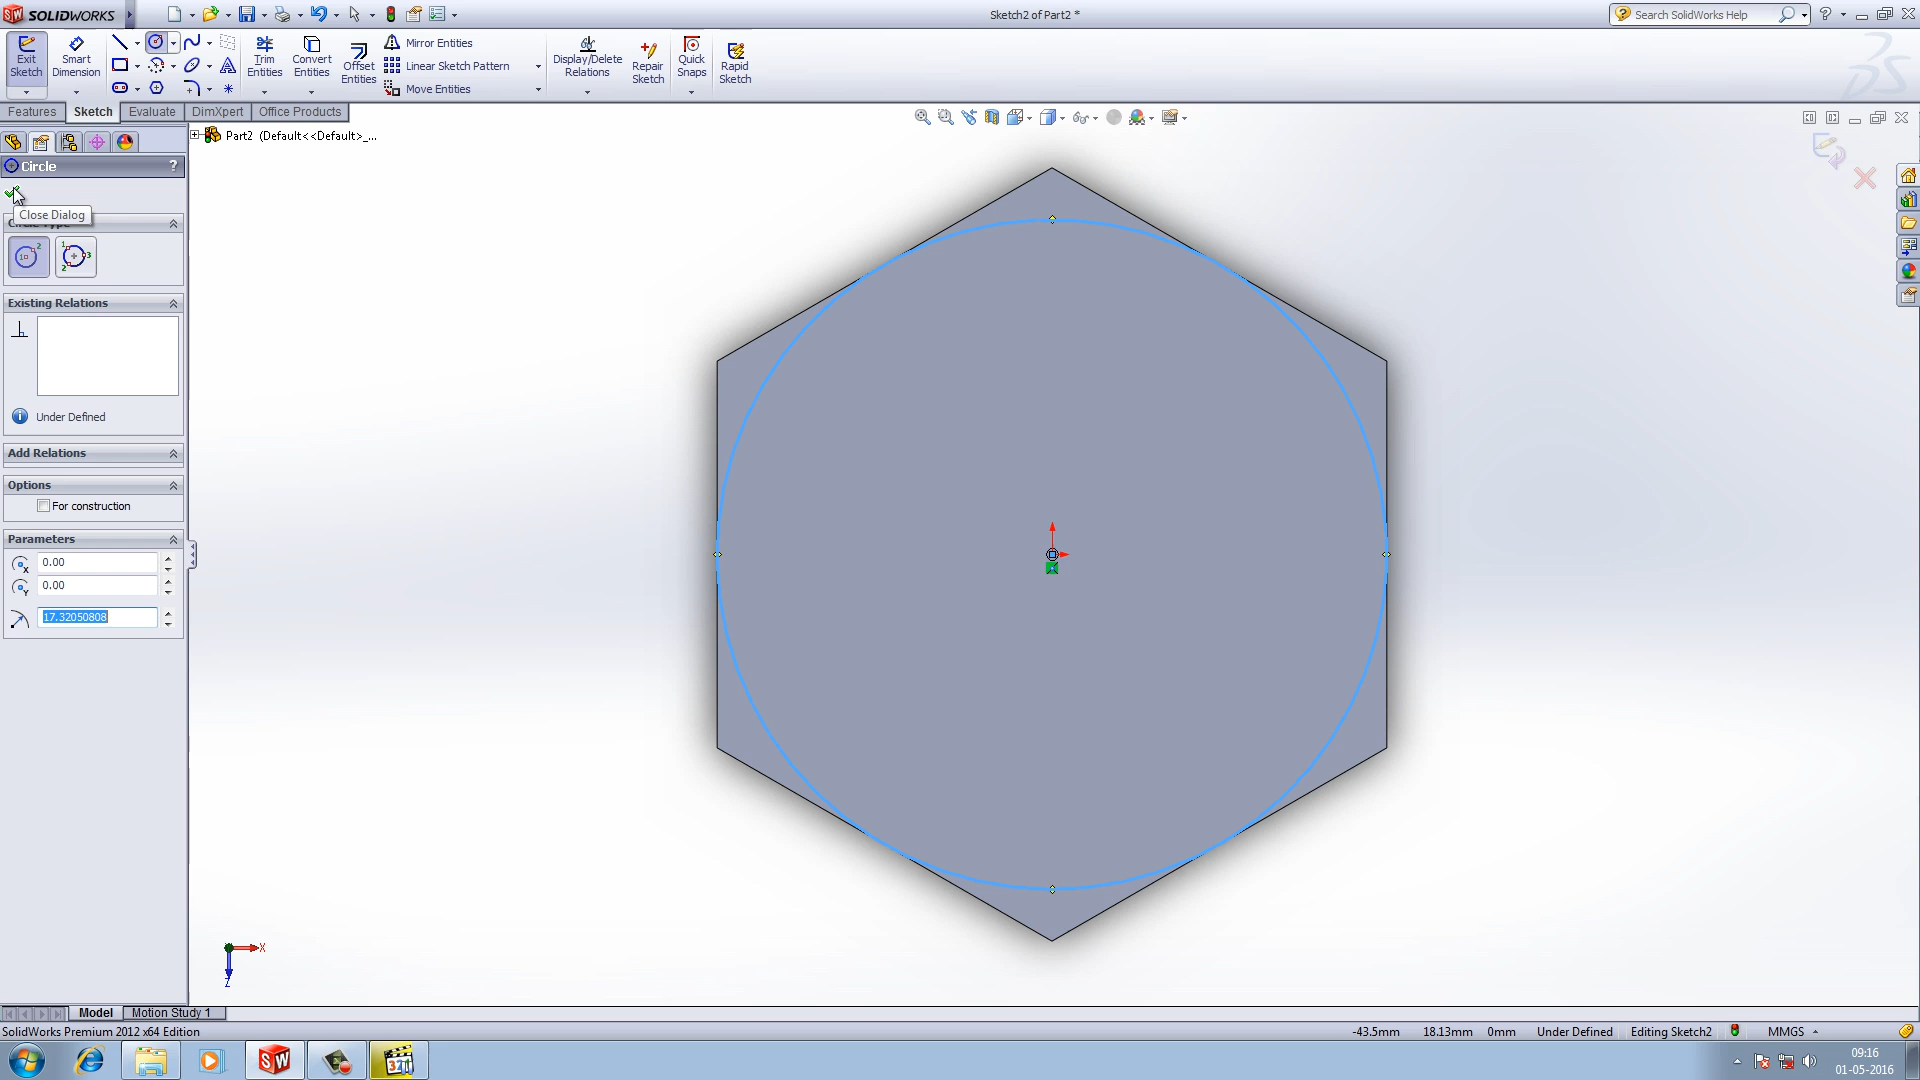 SOLIDWORKS
Sketch2 of Part2 *
Search SolidWorks Help
Exit Sketch
Smart Dimension
Trim Entities
Convert Entities
Offset Entities
Mirror Entities
Linear Sketch Pattern
Move Entities
Display/Delete Relations
Repair Sketch
Quick Snaps
Rapid Sketch
Features
Sketch
Evaluate
DimXpert
Office Products
Part2 (Default<<Default>_...
Circle
?
Close Dialog
Circle Type
Existing Relations
Under Defined
Add Relations
Options
For construction
Parameters
0.00
0.00
17.32050808
X
Z
Model
Motion Study 1
SolidWorks Premium 2012 x64 Edition
-43.5mm
18.13mm
0mm
Under Defined
Editing Sketch2
MMGS
321
09:16
01-05-2016